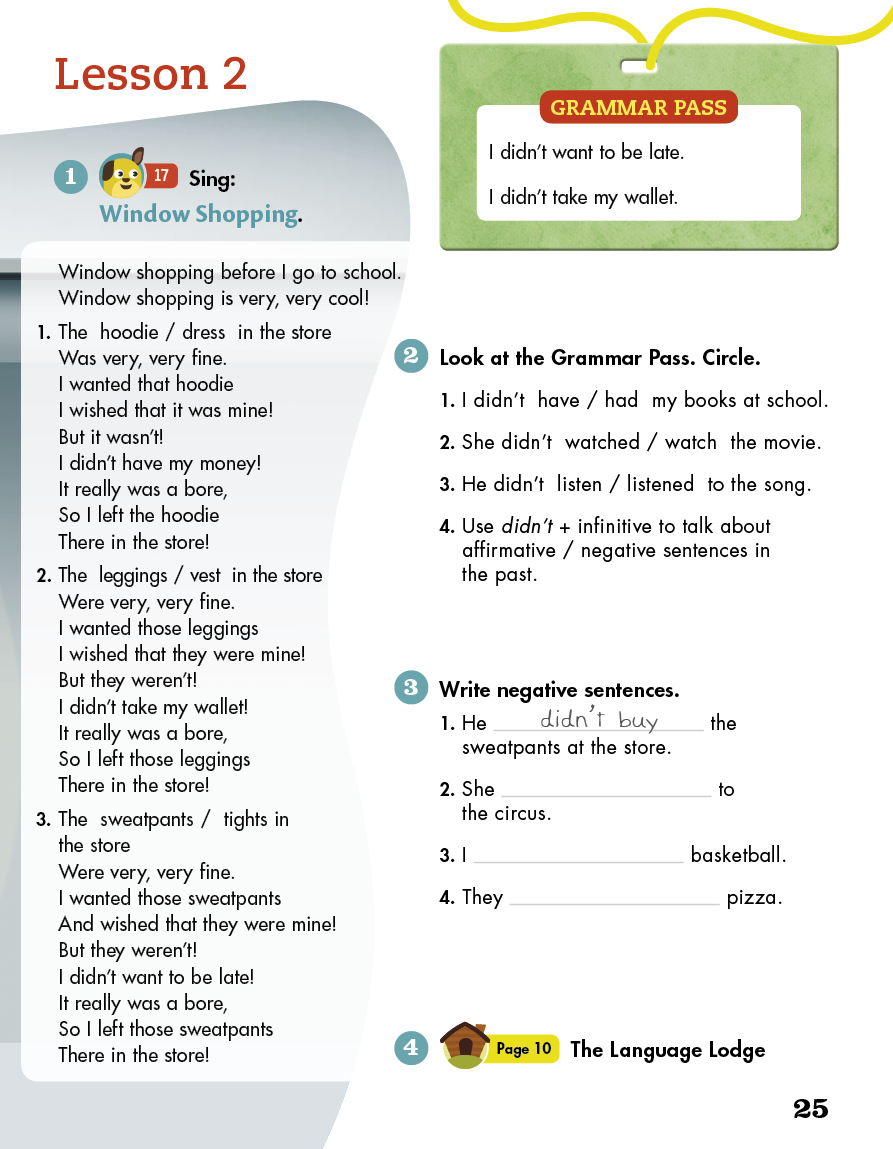 Lesson 2
1 17 Sing:
Window Shopping.
Window shopping before I go to school.
Window shopping is very, very cool!
1. The hoodie / dress in the store
Was very, very fine.
I wanted that hoodie
I wished that it was mine!
But it wasn't!
I didn't have my money!
It really was a bore,
So I left the hoodie
There in the store!
2. The leggings / vest in the store
Were very, very fine.
I wanted those leggings
I wished that they were mine!
But they weren't!
I didn't take my wallet!
It really was a bore,
So I left those leggings
There in the store!
3. The sweatpants / tights in
the store
Were very, very fine.
I wanted those sweatpants
And wished that they were mine!
But they weren't!
I didn't want to be late!
It really was a bore,
So I left those sweatpants
There in the store!
GRAMMAR PASS
I didn't want to be late.
I didn't take my wallet.
2 Look at the Grammar Pass. Circle.
1. I didn't have / had my books at school.
2. She didn't watched / watch the movie.
3. He didn't listen / listened to the song.
4. Use didn't + infinitive to talk about
affirmative / negative sentences in
the past.
3 Write negative sentences.
1. He didn't buy the
sweatpants at the store.
2. She to
the circus.
3. I basketball.
4. They pizza.
4 Page 10 The Language Lodge
25